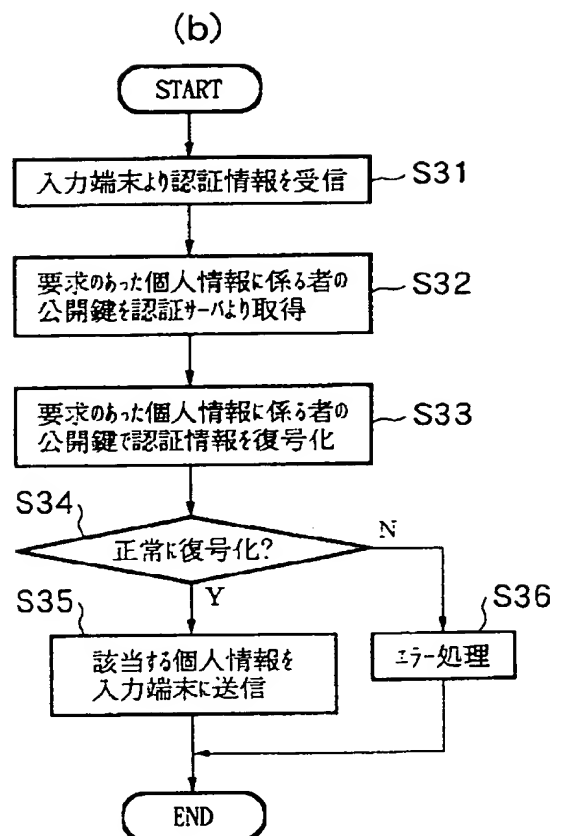 (b)
START
入力端末より認証情報を受信
S31
要求のあった個人情報に係る者の
公開鍵を認証サーバより取得
S32
要求のあった個人情報に係る者の
公開鍵で認証情報を復号化
S33
S34
正常に復号化?
N
Y
S35
S36
該当する個人情報を
入力端末に送信
エラー処理
END